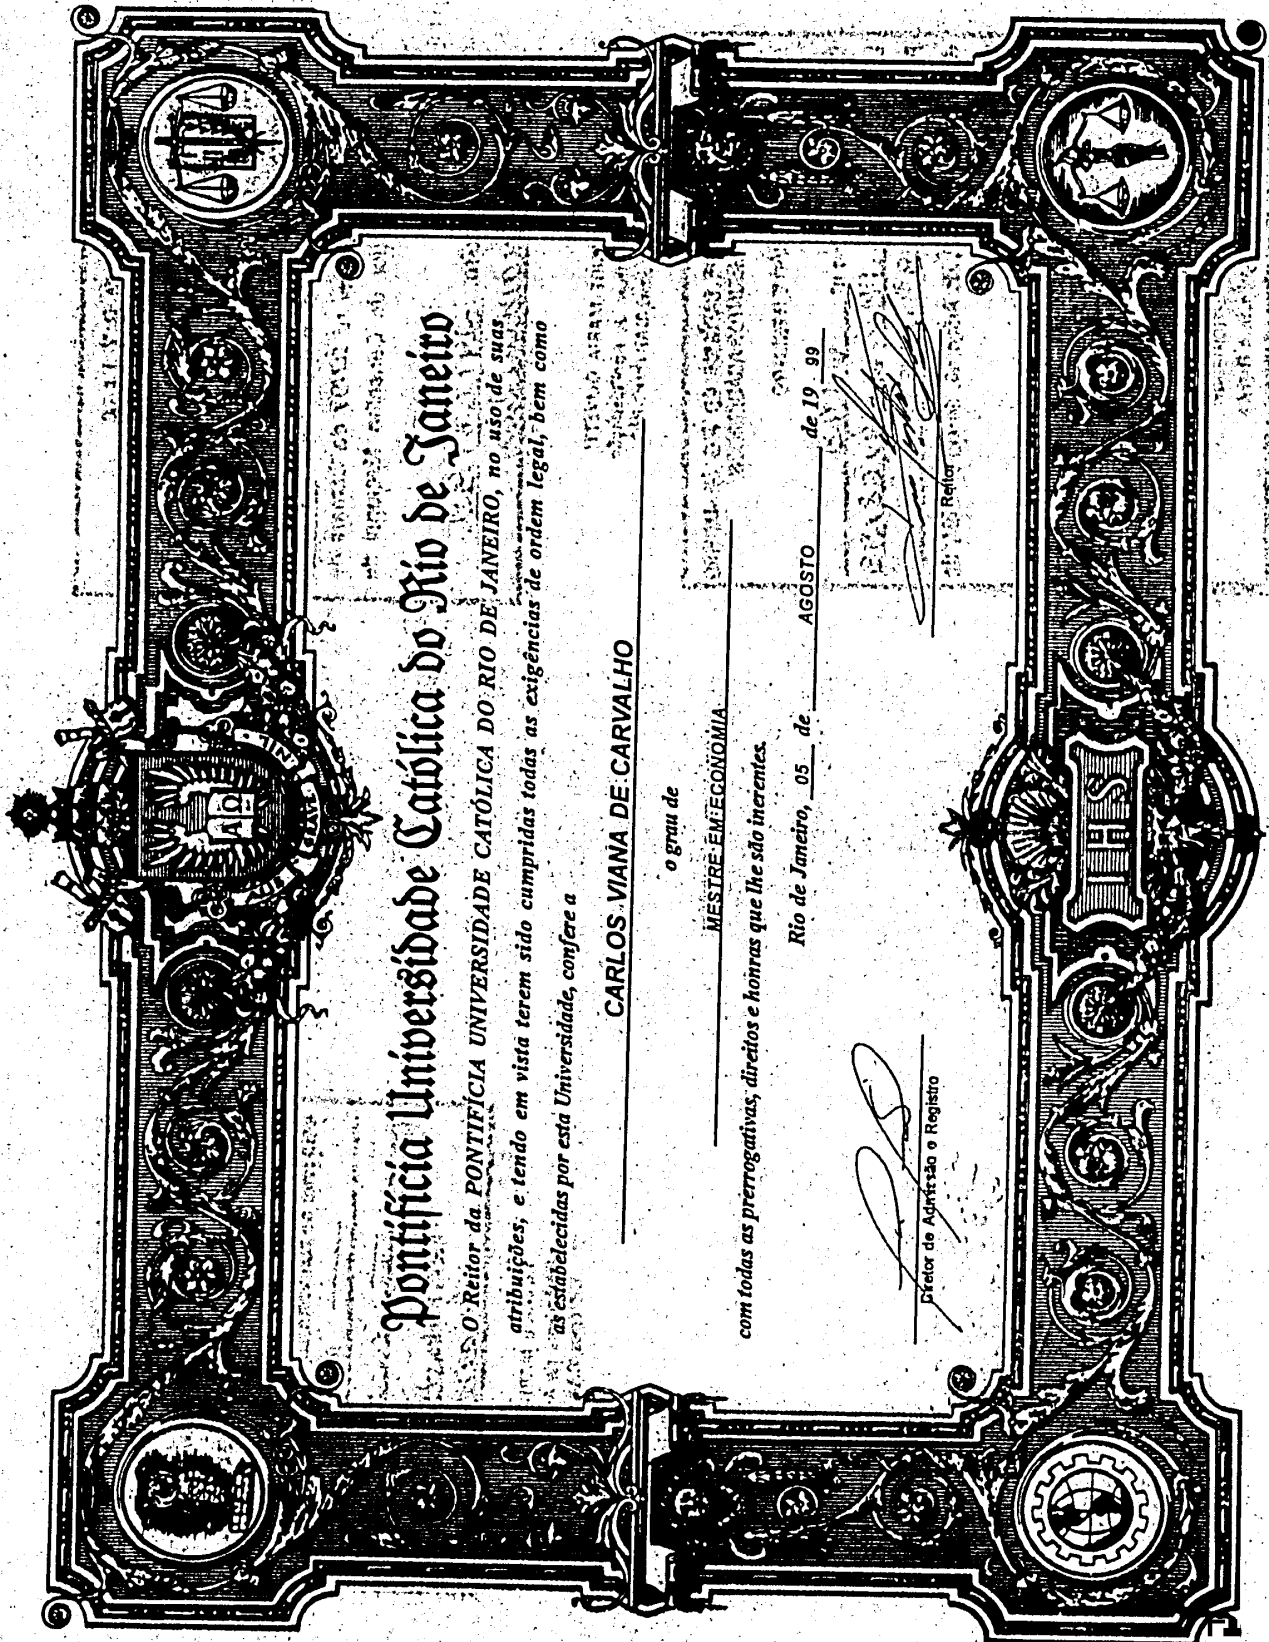 Pontifícia Universidade Católica do Rio de Janeiro
O Reitor da PONTIFÍCIA UNIVERSIDADE CATÓLICA DO RIO DE JANEIRO, no uso de suas
atribuições, e tendo em vista terem sido cumpridas todas as exigências de ordem legal, bem como
as estabelecidas por esta Universidade, confere a
CARLOS VIANA DE CARVALHO
o grau de
MESTRE EM ECONOMIA
com todas as prerrogativas, direitos e honras que lhe são inerentes.
Rio de Janeiro, 05 de AGOSTO de 19 99
Diretor de Admissão e Registro
Reitor
Α Ω
IHS